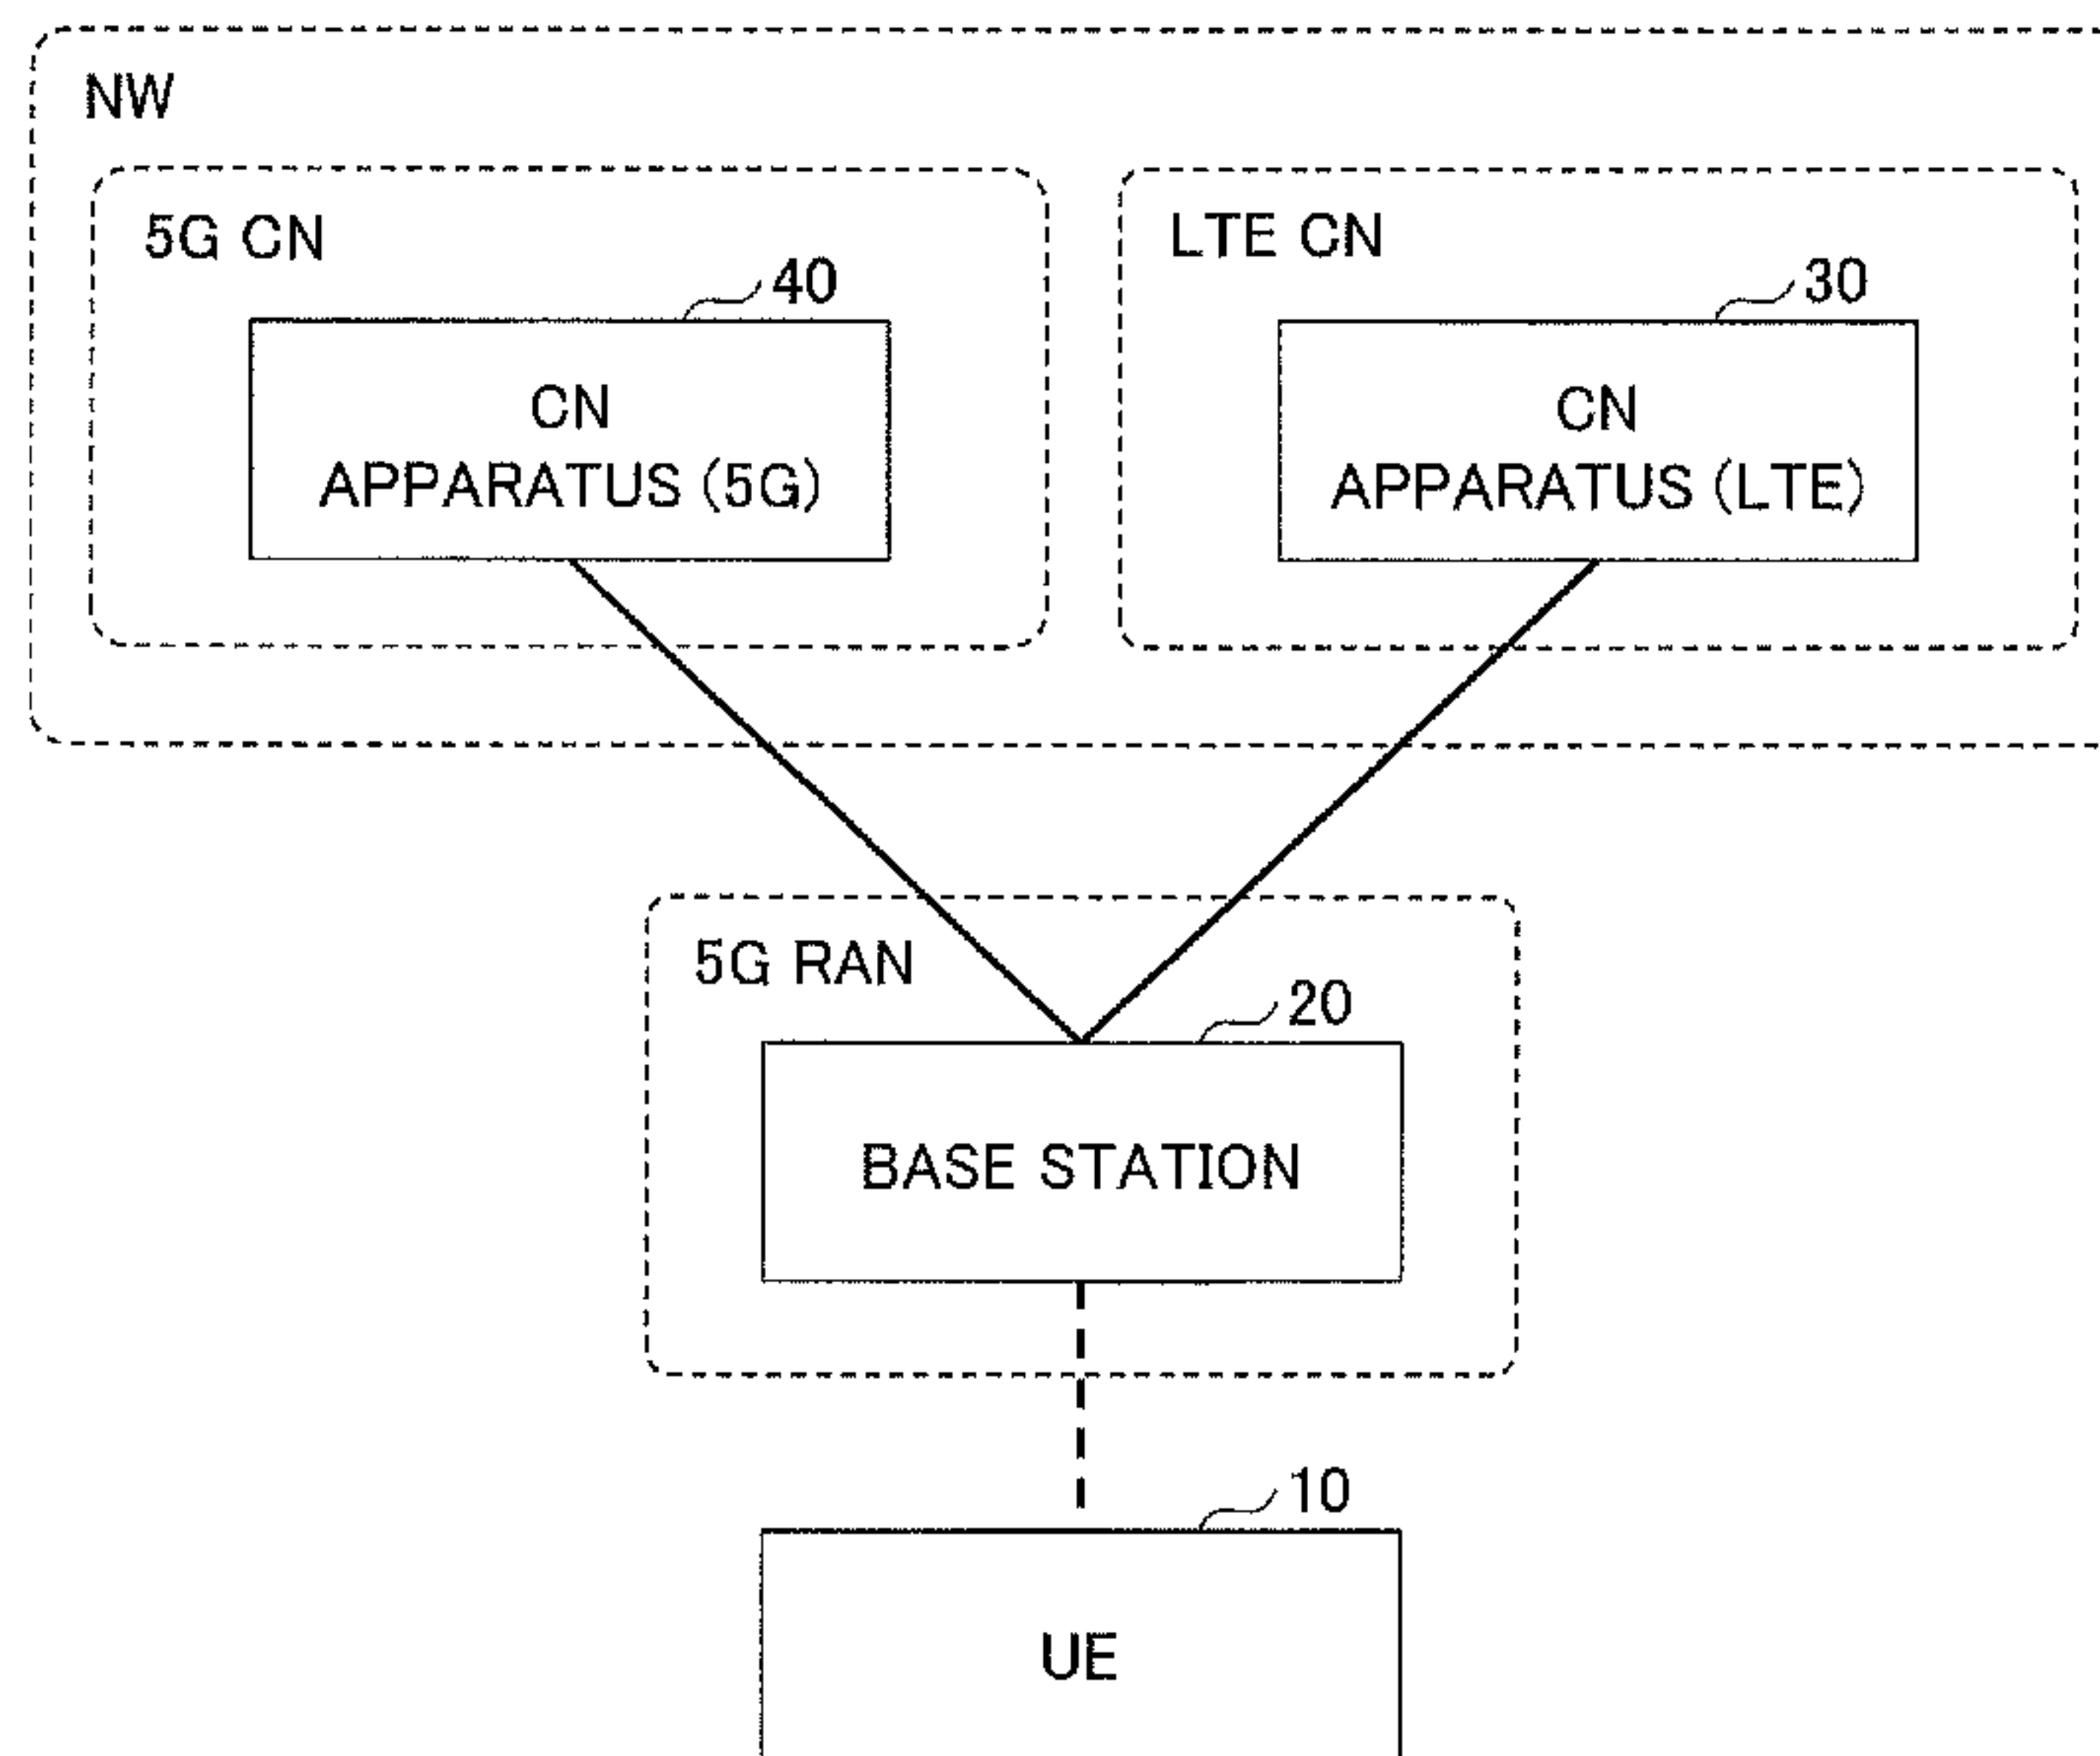 NW
5G CN
LTE CN
40
30
CN
APPARATUS (5G)
CN
APPARATUS (LTE)
5G RAN
20
BASE STATION
10
UE